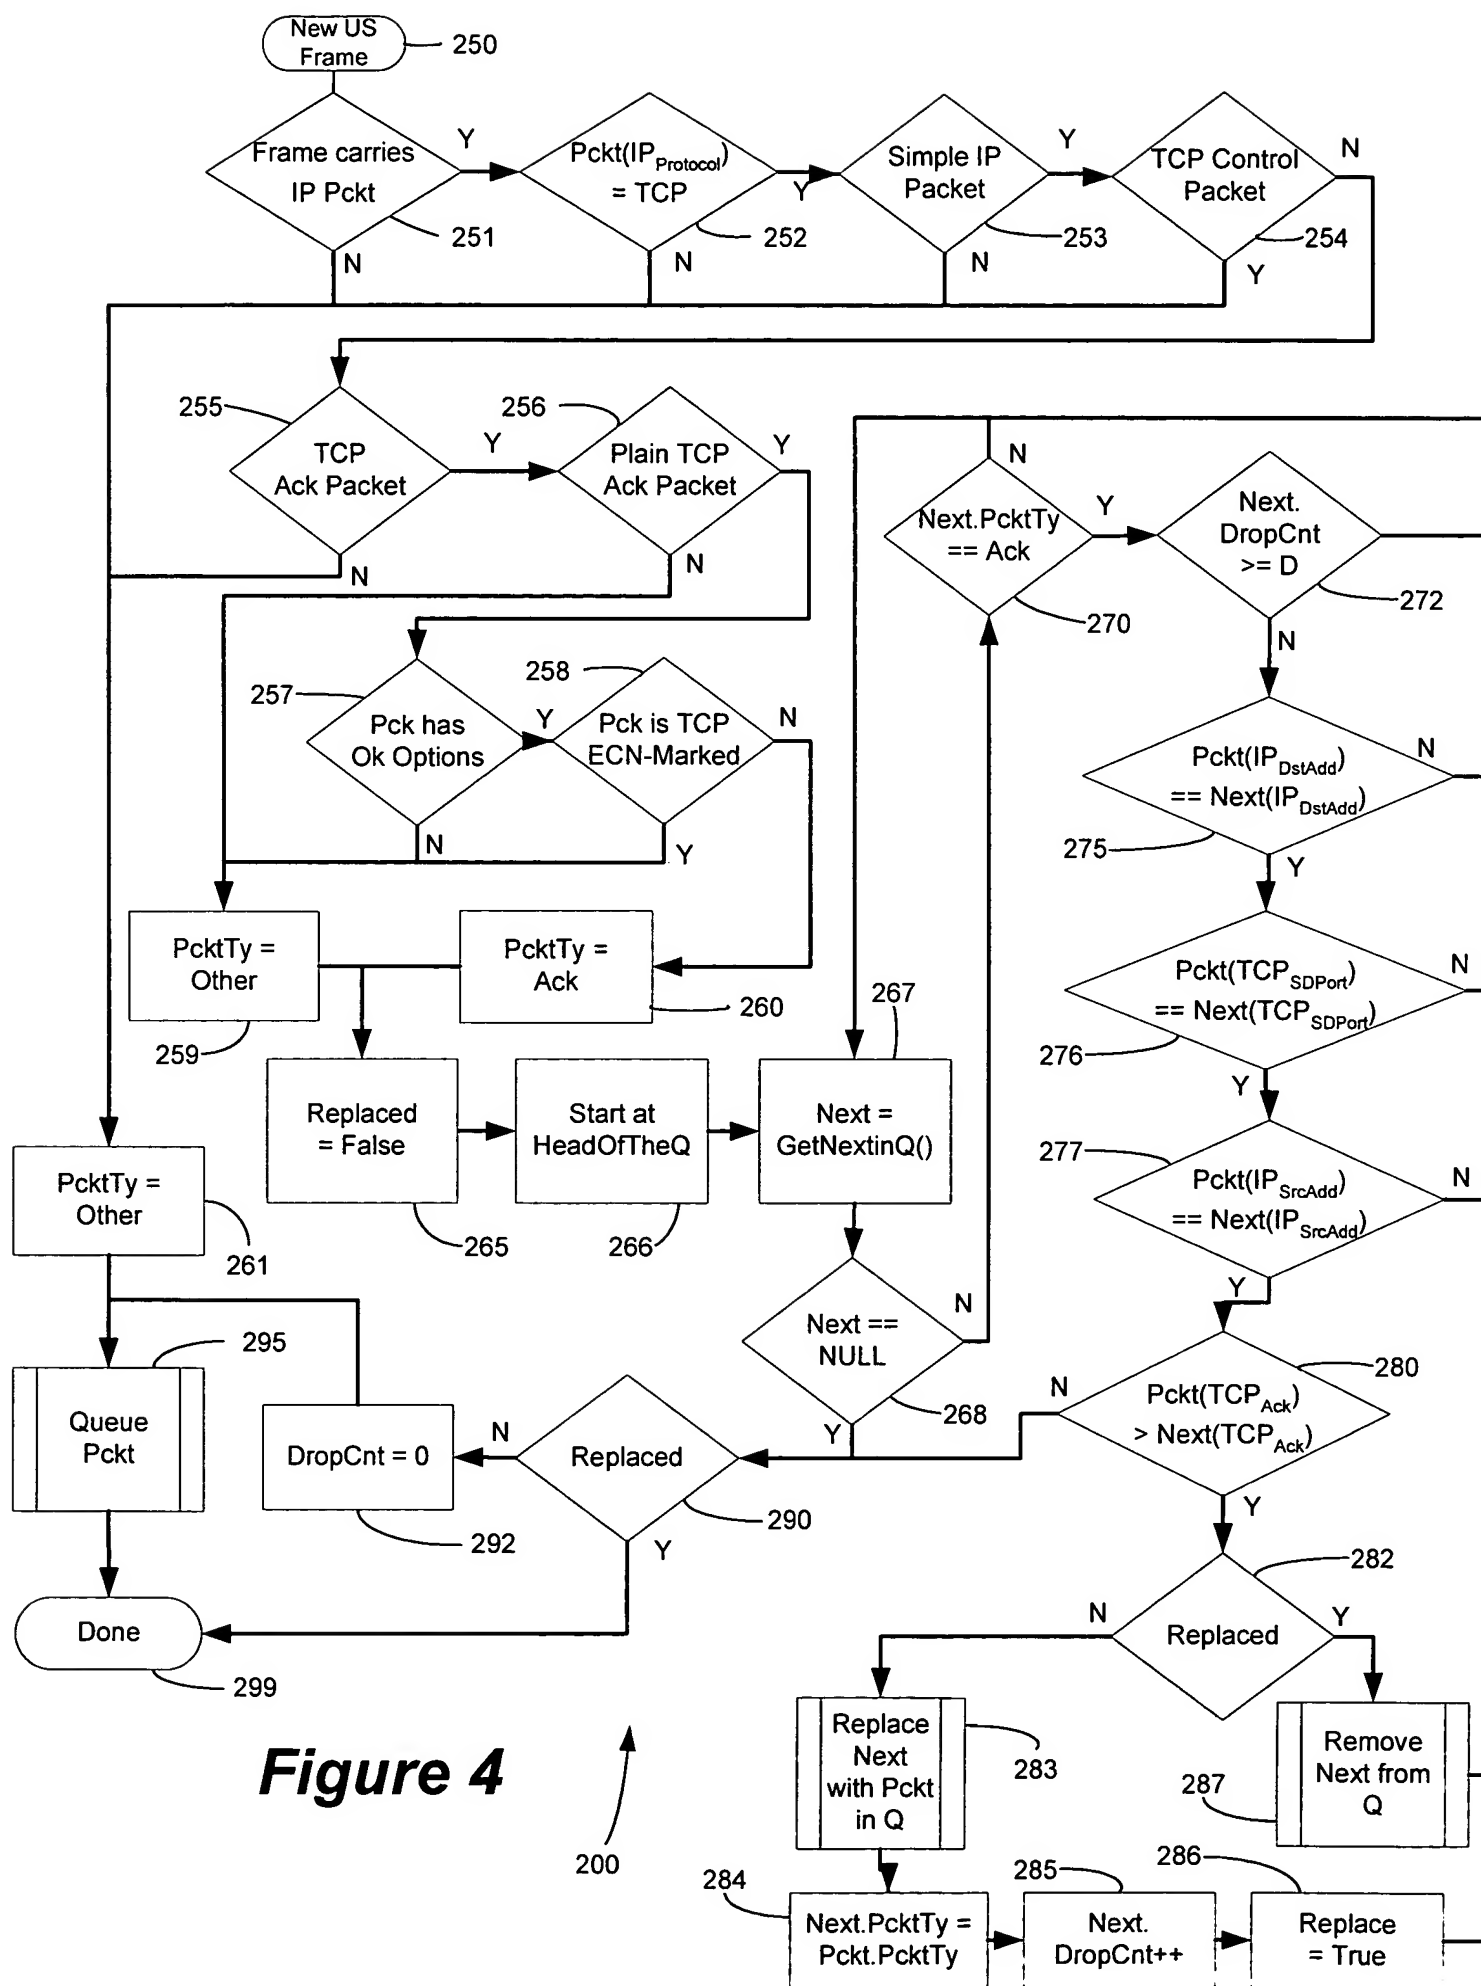 New US
Frame
250
Frame carries
IP Pckt
251
Y
N
Pckt(IPProtocol)
= TCP
252
Y
N
Simple IP
Packet
253
Y
N
TCP Control
Packet
254
N
Y
255
TCP
Ack Packet
Y
N
256
Plain TCP
Ack Packet
Y
N
257
Pck has
Ok Options
Y
N
258
Pck is TCP
ECN-Marked
N
Y
PcktTy =
Other
259
PcktTy =
Ack
260
PcktTy =
Other
261
Replaced
= False
265
Start at
HeadOfTheQ
266
267
Next =
GetNextinQ()
Next ==
NULL
268
N
Y
Next.PcktTy
== Ack
270
N
Y
Next.
DropCnt
>= D
272
N
Pckt(IPDstAdd)
== Next(IPDstAdd)
275
N
Y
Pckt(TCPSDPort)
== Next(TCPSDPort)
276
N
Y
277
Pckt(IPSrcAdd)
== Next(IPSrcAdd)
N
Y
280
Pckt(TCPAck)
> Next(TCPAck)
N
Y
282
Replaced
N
Y
Replace
Next
with Pckt
in Q
283
Remove
Next from
Q
287
284
Next.PcktTy =
Pckt.PcktTy
285
Next.
DropCnt++
286
Replace
= True
Replaced
290
N
Y
DropCnt = 0
292
295
Queue
Pckt
Done
299
Figure 4
200